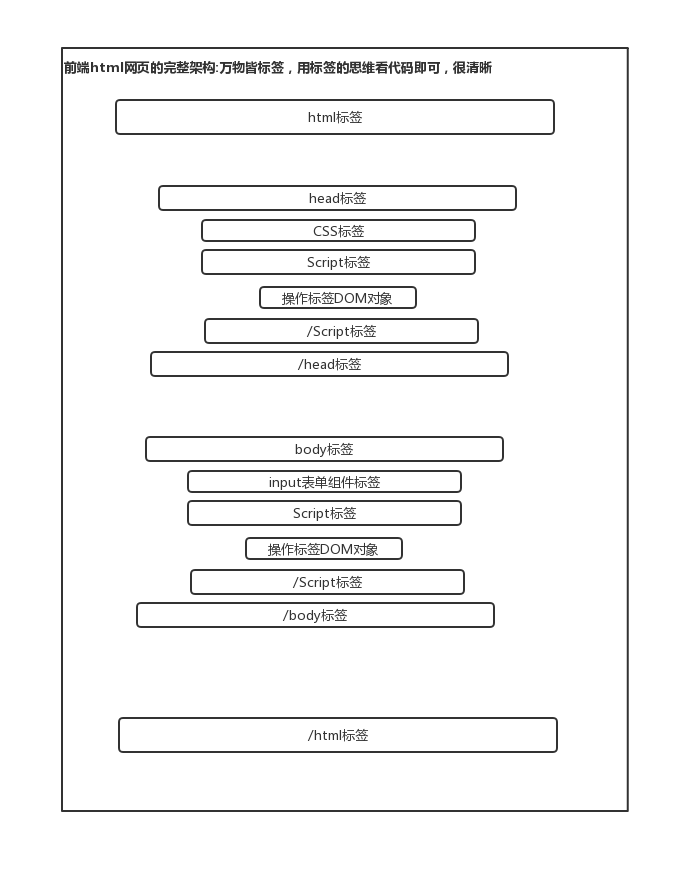 前端html网页的完整架构:万物皆标签，用标签的思维看代码即可，很清晰
html标签
head标签
CSS标签
Script标签
操作标签DOM对象
/Script标签
/head标签
body标签
input表单组件标签
Script标签
操作标签DOM对象
/Script标签
/body标签
/html标签